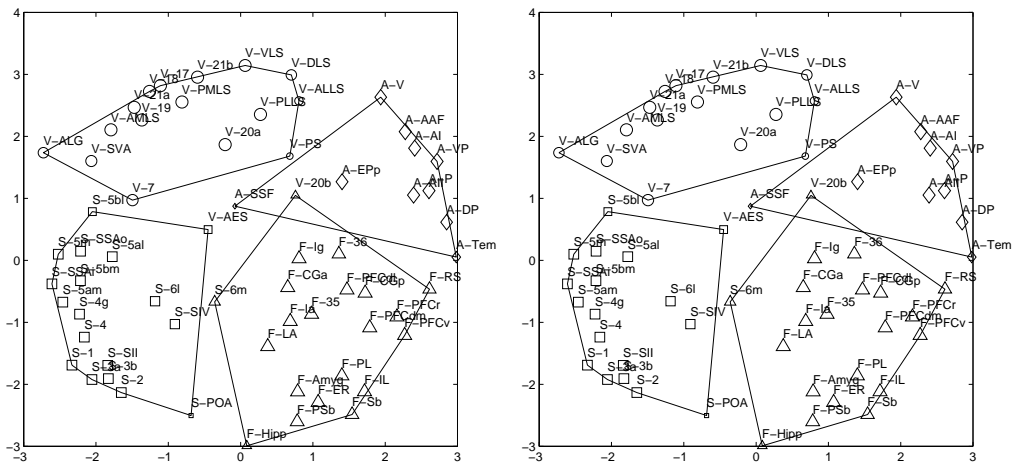 4
3
2
1
0
−1
−2
−3
−3
−2
−1
0
1
2
3
V−VLS
V−21b
V−DLS
V−17
V−18
V−PMLS
V−ALLS
V−21a
V−19
V−PLLS
V−AMLS
V−20a
V−ALG
V−SVA
V−PS
V−7
A−V
A−AAF
A−AI
A−VP
A−EPp
A−P
A−DP
A−Tem
A−SSF
V−20b
S−5bl
V−AES
S−5m
S−SSAo
S−5al
S−SSAi
S−5bm
S−5am
S−6l
S−4g
S−SIV
S−4
S−1
S−SII
S−3b
S−2
S−POA
F−Ig
F−36
F−CGa
F−PFCdl
F−RS
S−6m
F−Ia
F−35
F−PFCr
F−PFCdm
F−PFCv
F−LA
F−PL
F−Amyg
F−IL
F−ER
F−PSb
F−Sb
F−Hipp
4
3
2
1
0
−1
−2
−3
−3
−2
−1
0
1
2
3
V−VLS
V−21b
V−DLS
V−17
V−18
V−PMLS
V−ALLS
V−21a
V−19
V−PLLS
V−AMLS
V−20a
V−ALG
V−SVA
V−PS
V−7
A−V
A−AAF
A−AI
A−VP
A−EPp
A−P
A−DP
A−Tem
A−SSF
V−20b
S−5bl
V−AES
S−5m
S−SSAo
S−5al
S−SSAi
S−5bm
S−5am
S−6l
S−4g
S−SIV
S−4
S−1
S−SII
S−3b
S−2
S−POA
F−Ig
F−36
F−CGa
F−PFCdl
F−RS
S−6m
F−Ia
F−35
F−PFCr
F−PFCdm
F−PFCv
F−LA
F−PL
F−Amyg
F−IL
F−ER
F−PSb
F−Sb
F−Hipp